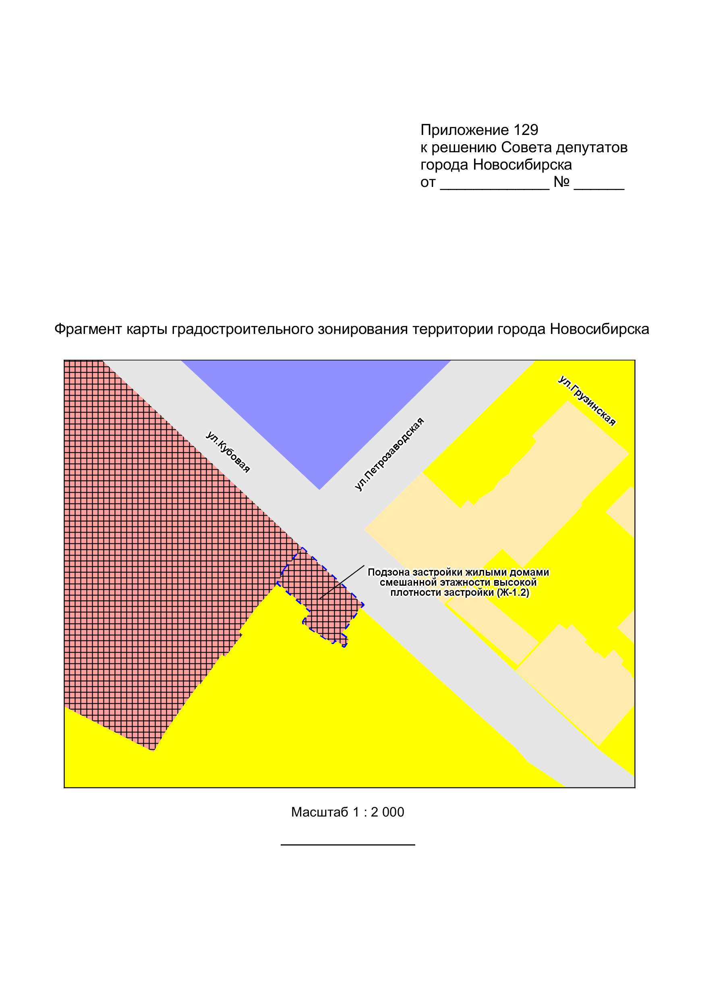 Приложение 129
к решению Совета депутатов
города Новосибирска
от _____________ № ______
Фрагмент карты градостроительного зонирования территории города Новосибирска
ул.Грузинская
ул.Кубовая
ул.Петрозаводская
Подзона застройки жилыми домами
смешанной этажности высокой
плотности застройки (Ж-1.2)
Масштаб 1 : 2 000